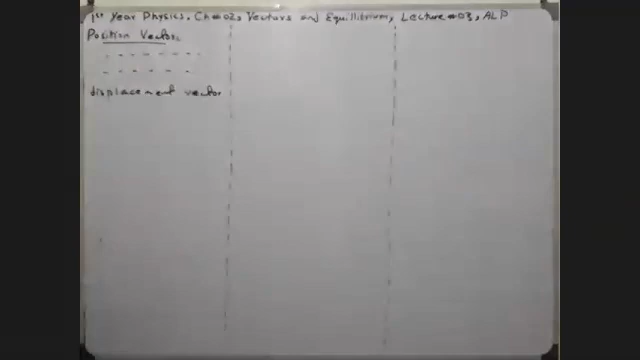 1st Year Physics, Ch#02, Vectors and Equilibrium, Lecture#03, ALP
Position Vector.
displacement vector